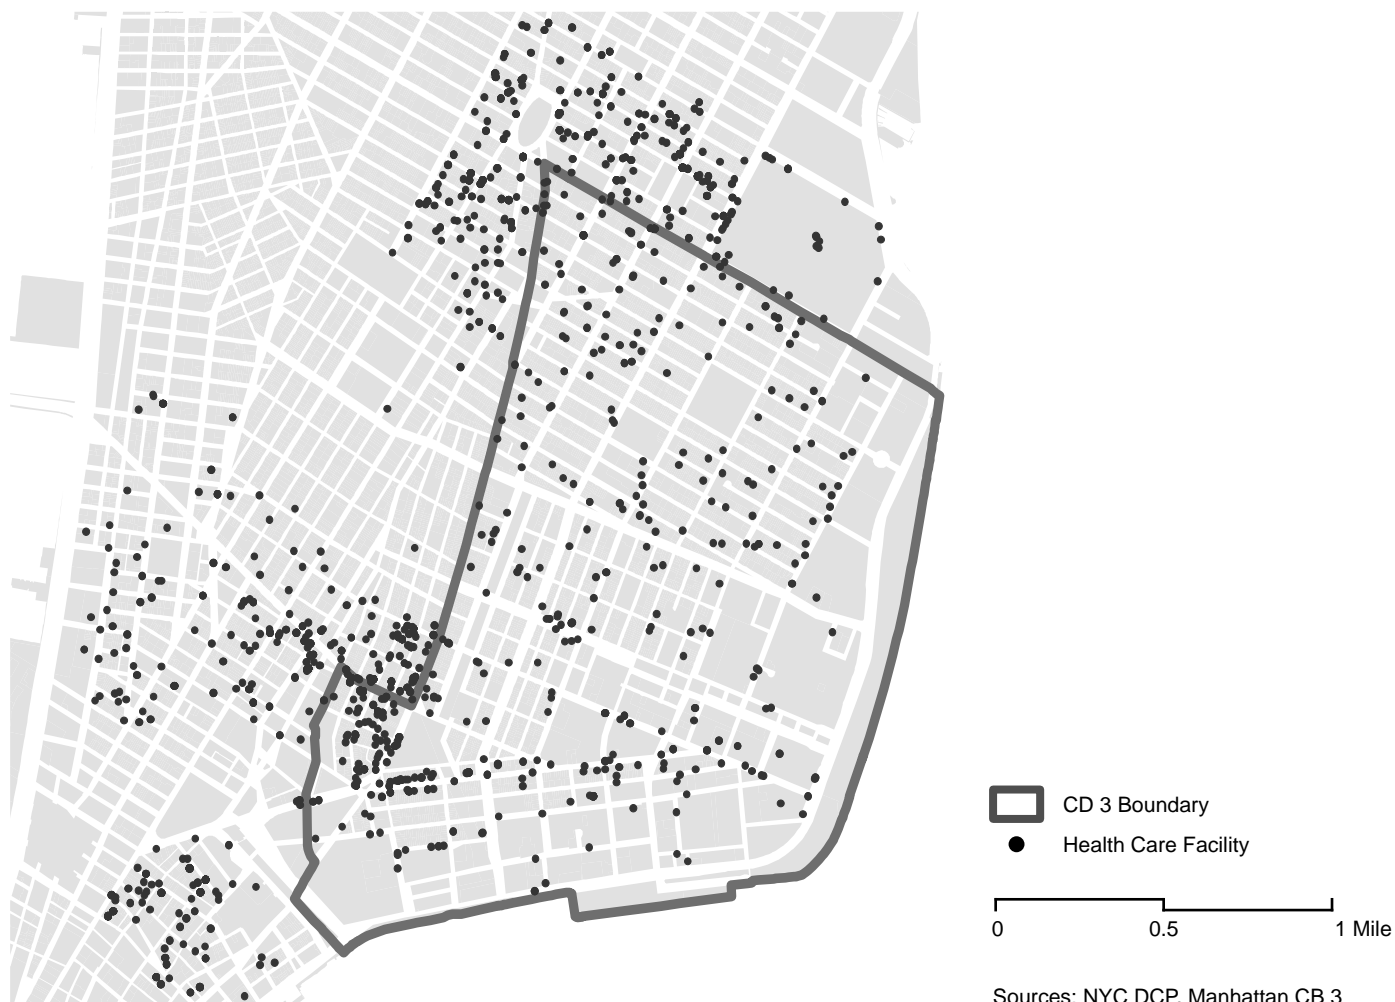 CD 3 Boundary
Health Care Facility
0 0.5 1 Mile
Sources: NYC DCP, Manhattan CB 3